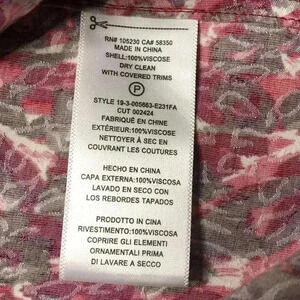 RN# 105230 CA# 58350
MADE IN CHINA
SHELL:100%VISCOSE
DRY CLEAN
WITH COVERED TRIMS
P
STYLE 19-3-005663-E231FA
CUT 002424
FABRIQUÉ EN CHINE
EXTÉRIEUR:100%VISCOSE
NETTOYER À SEC EN
COUVRANT LES COUTURES
HECHO EN CHINA
CAPA EXTERNA:100%VISCOSA
LAVADO EN SECO CON
LOS REBORDES TAPADOS
PRODOTTO IN CINA
RIVESTIMENTO:100%VISCOSA
COPRIRE GLI ELEMENTI
ORNAMENTALI PRIMA
DI LAVARE A SECCO